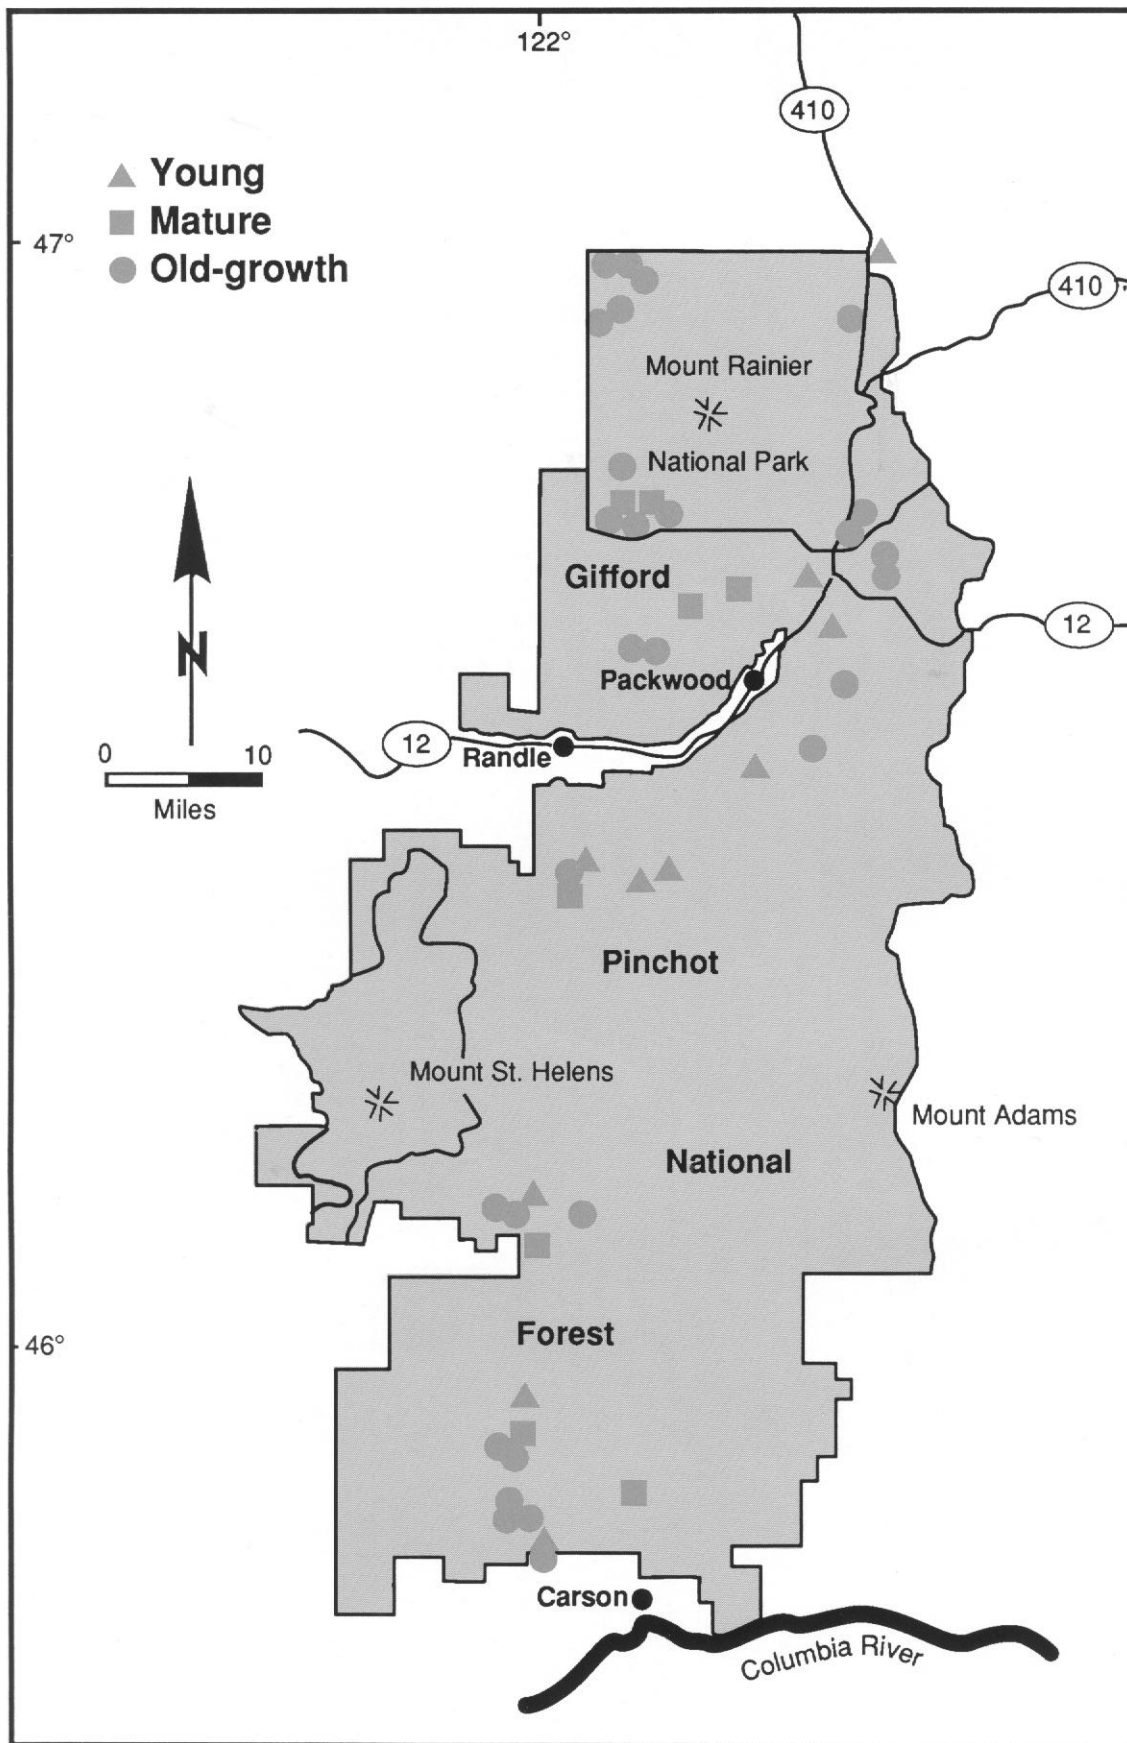 122°
410
Young
Mature
Old-growth
47°
410
Mount Rainier
National Park
Gifford
N
12
Packwood
0 10
Miles
12
Randle
Pinchot
Mount St. Helens
Mount Adams
National
Forest
46°
Carson
Columbia River